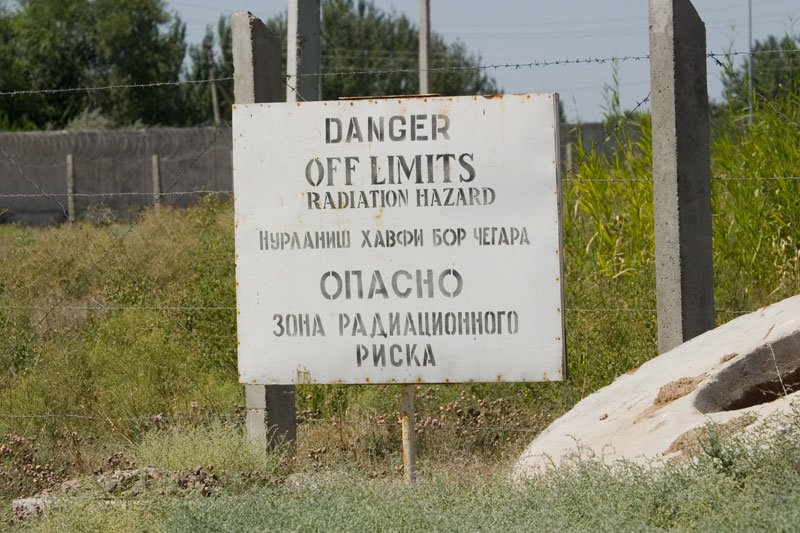 DANGER
OFF LIMITS
RADIATION HAZARD
НУРЛАНИШ ХАВФИ БОР ЧЕГАРА
ОПАСНО
ЗОНА РАДИАЦИОННОГО
РИСКА